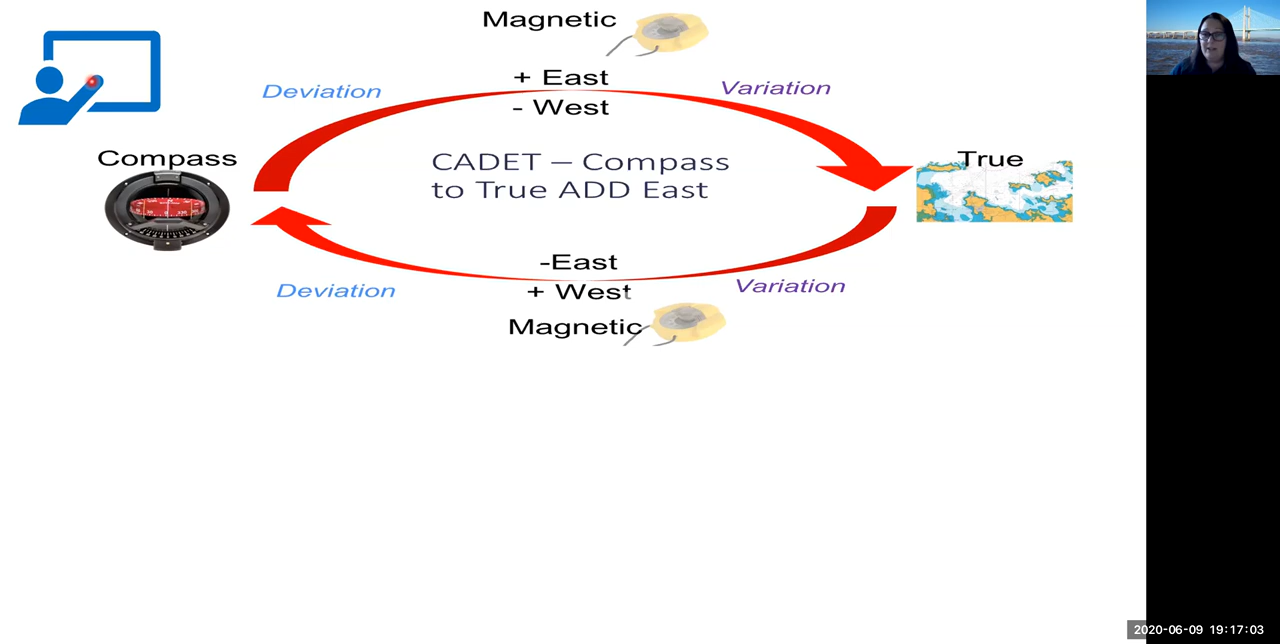 Magnetic
+ East
Deviation
Variation
- West
Compass
CADET – Compass
to True ADD East
True
-East
Deviation
+ West
Variation
Magnetic
2020-06-09 19:17:03